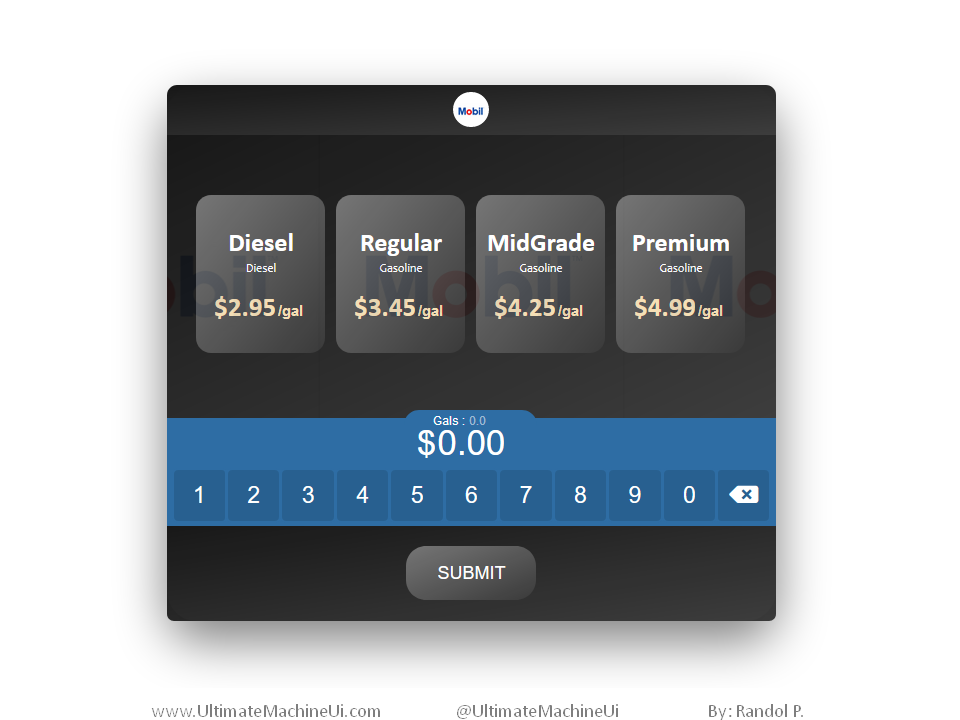 Mobil
Diesel
Diesel
$2.95/gal
Regular
Gasoline
$3.45/gal
MidGrade
Gasoline
$4.25/gal
Premium
Gasoline
$4.99/gal
Mobil
Gals : 0.0
$0.00
1 2 3 4 5 6 7 8 9 0
SUBMIT
www.UltimateMachineUi.com @UltimateMachineUi By: Randol P.